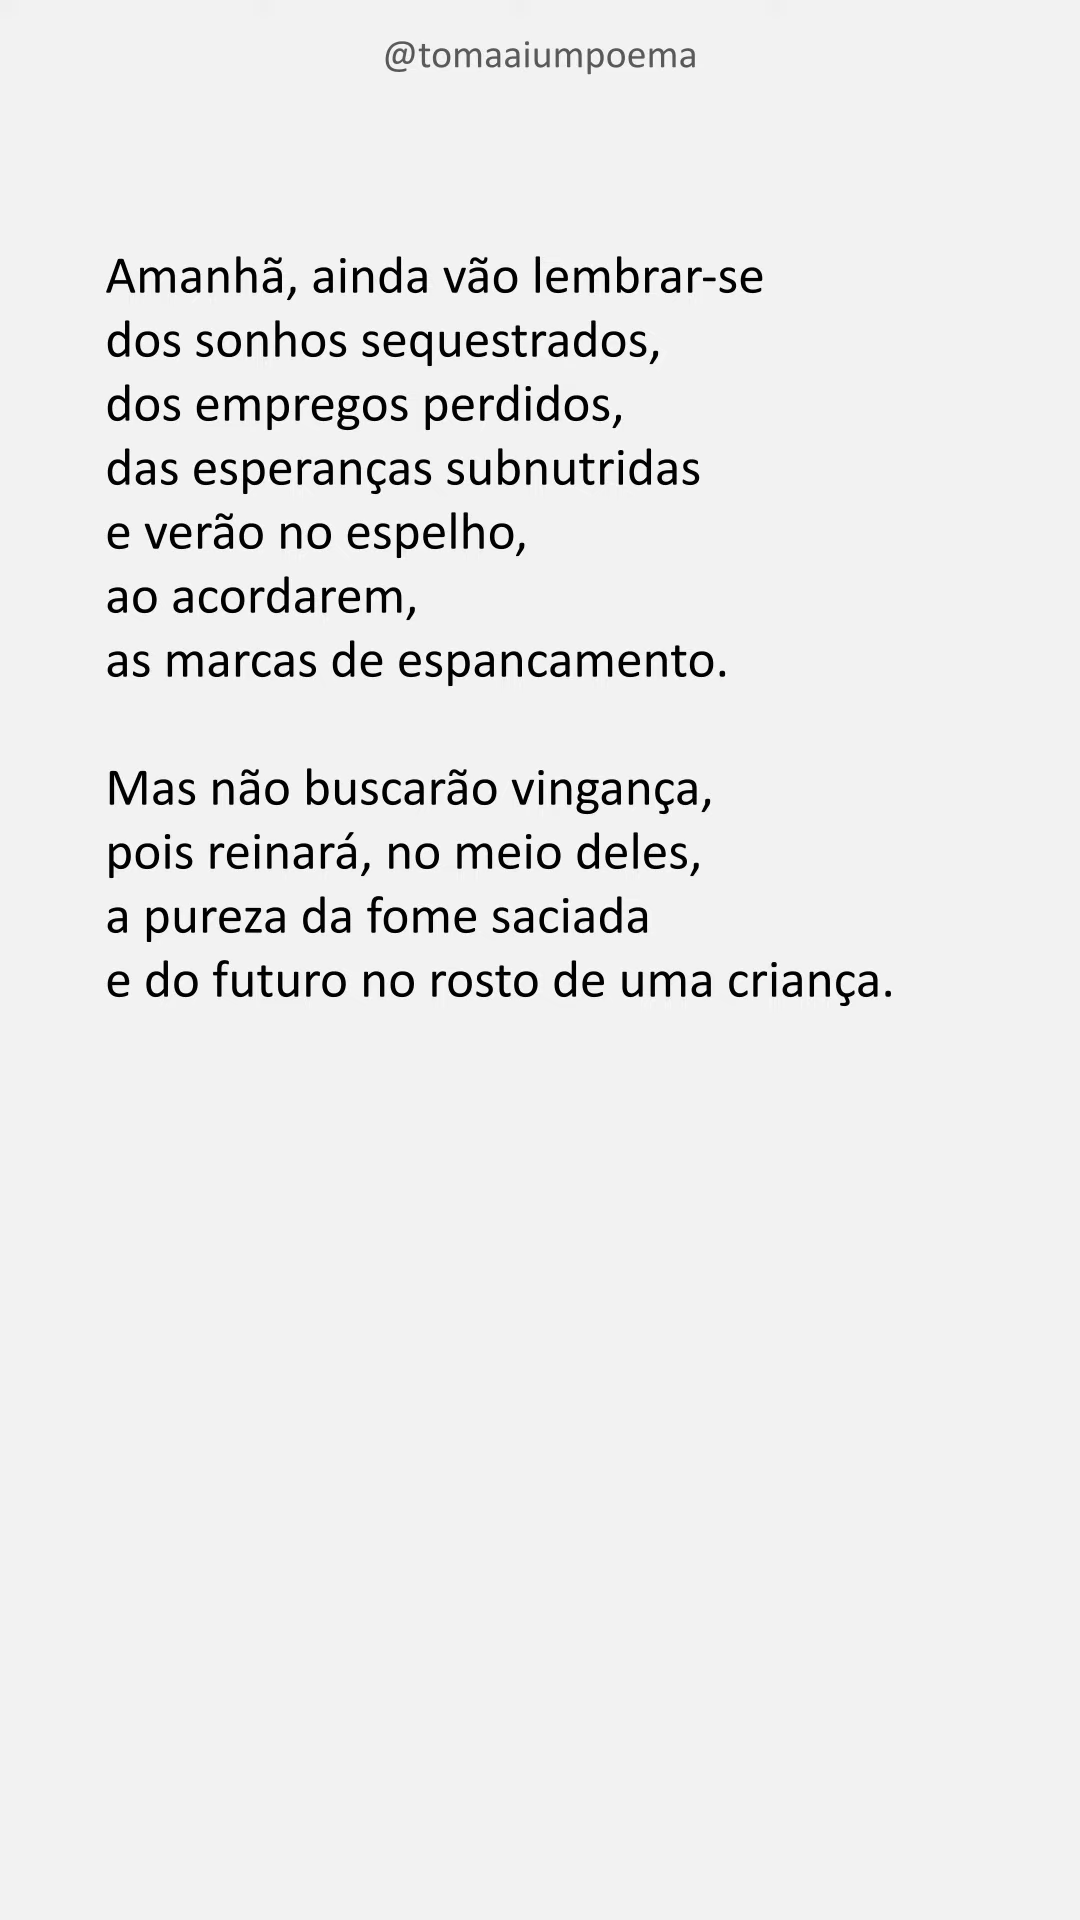 @tomaaiumpoema
Amanhã, ainda vão lembrar-se
dos sonhos sequestrados,
dos empregos perdidos,
das esperanças subnutridas
e verão no espelho,
ao acordarem,
as marcas de espancamento.
Mas não buscarão vingança,
pois reinará, no meio deles,
a pureza da fome saciada
e do futuro no rosto de uma criança.